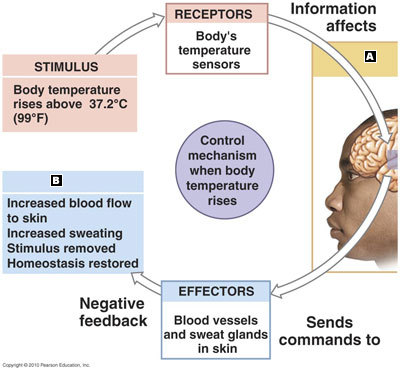 RECEPTORS
Body's
temperature
sensors
Information
affects
A
STIMULUS
Body temperature
rises above 37.2°C
(99°F)
Control
mechanism
when body
temperature
rises
B
Increased blood flow
to skin
Increased sweating
Stimulus removed
Homeostasis restored
Negative
feedback
EFFECTORS
Blood vessels
and sweat glands
in skin
Sends
commands to
Copyright © 2010 Pearson Education, Inc.